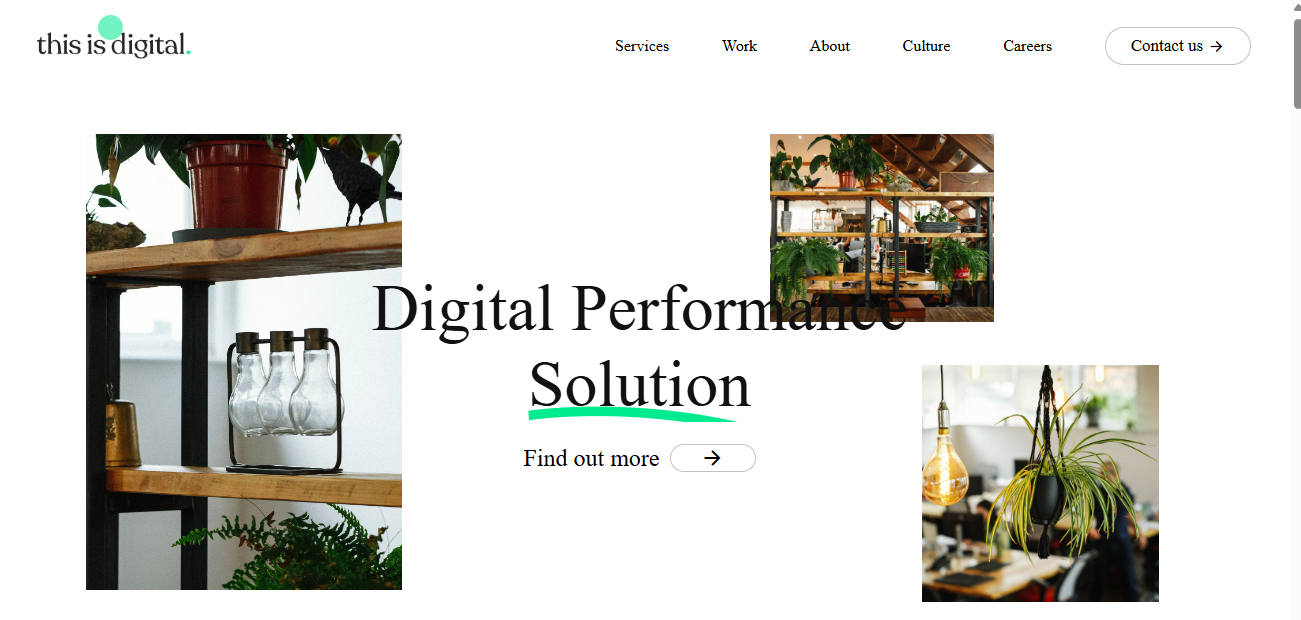 this is digital.
Services
Work
About
Culture
Careers
Contact us
Digital Performance
Solution
Find out more